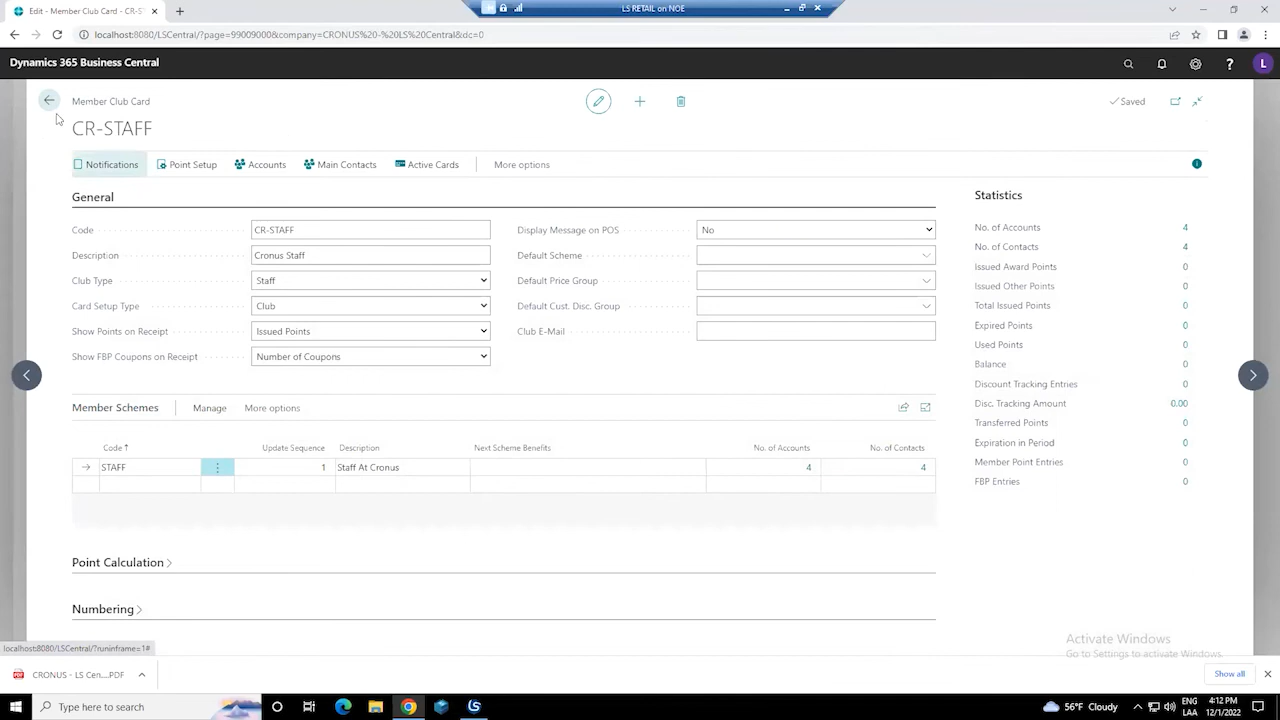 Edit - Member Club Card - CR-S
LS RETAIL on NOE
localhost:8080/LSCentral/?page=99009000&company=CRONUS%20-%20LS%20Central&dc=0
Dynamics 365 Business Central
L
Member Club Card
Saved
CR-STAFF
Notifications Point Setup Accounts Main Contacts Active Cards More options
General
Code CR-STAFF Display Message on POS No
Description Cronus Staff Default Scheme
Club Type Staff Default Price Group
Card Setup Type Club Default Cust. Disc. Group
Show Points on Receipt Issued Points Club E-Mail
Show FBP Coupons on Receipt Number of Coupons
Member Schemes Manage More options
Code Update Sequence Description Next Scheme Benefits No. of Accounts No. of Contacts
STAFF 1 Staff At Cronus 4 4
Point Calculation
Numbering
Statistics
No. of Accounts 4
No. of Contacts 4
Issued Award Points 0
Issued Other Points 0
Total Issued Points 0
Expired Points 0
Used Points 0
Balance 0
Discount Tracking Entries 0
Disc. Tracking Amount 0.00
Transferred Points 0
Expiration in Period 0
Member Point Entries 0
FBP Entries 0
Activate Windows
Go to Settings to activate Windows.
localhost:8080/LSCentral/?runinframe=1#
CRONUS - LS Cen....PDF
Show all
Type here to search
56°F Cloudy
ENG
LAA
4:12 PM
12/1/2022